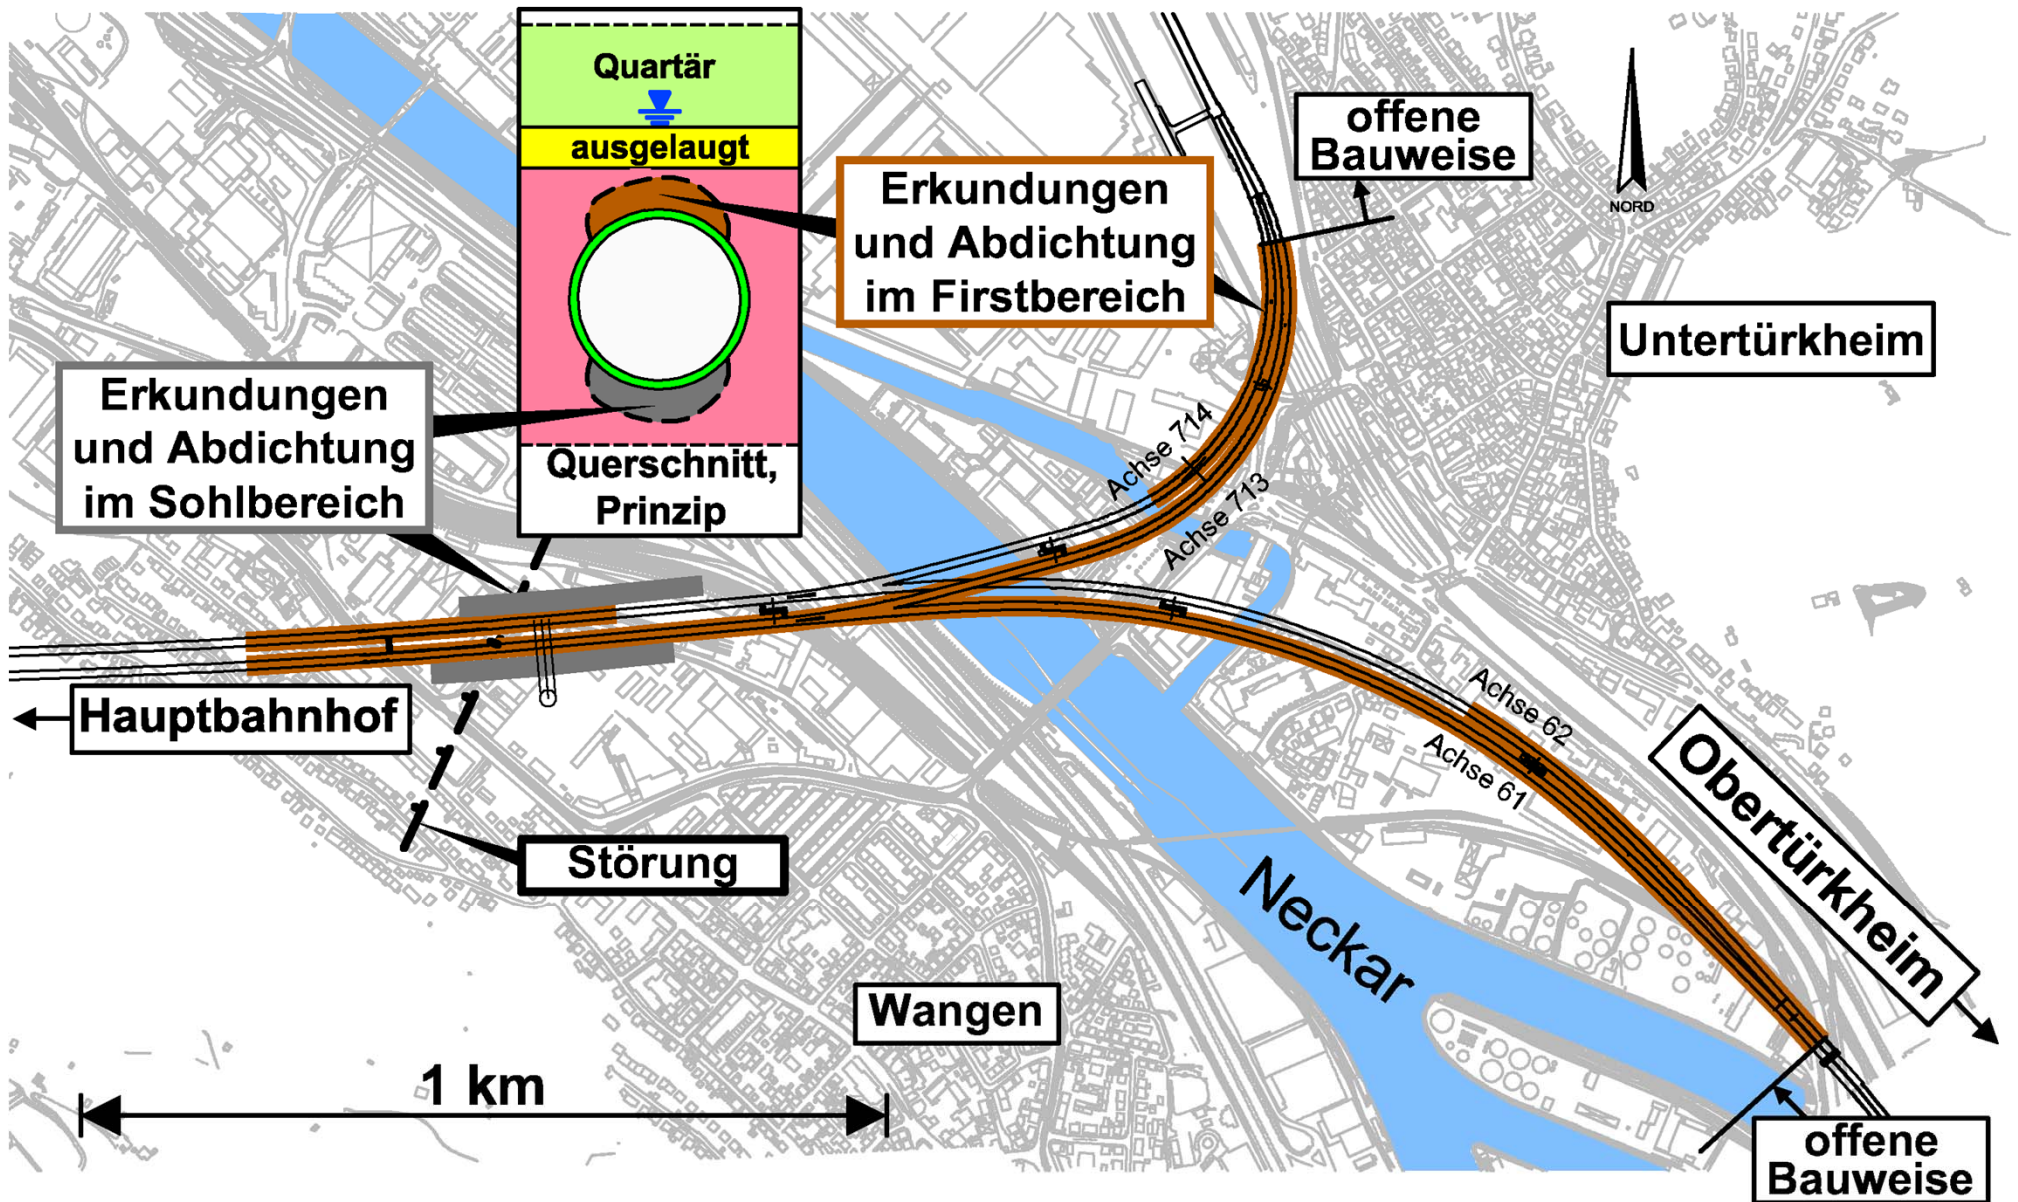 Quartär
ausgelaugt
Querschnitt,
Prinzip
Erkundungen
und Abdichtung
im Firstbereich
offene
Bauweise
NORD
Untertürkheim
Erkundungen
und Abdichtung
im Sohlbereich
Achse 714
Achse 713
Hauptbahnhof
Störung
Achse 62
Achse 61
Obertürkheim
Neckar
Wangen
1 km
offene
Bauweise